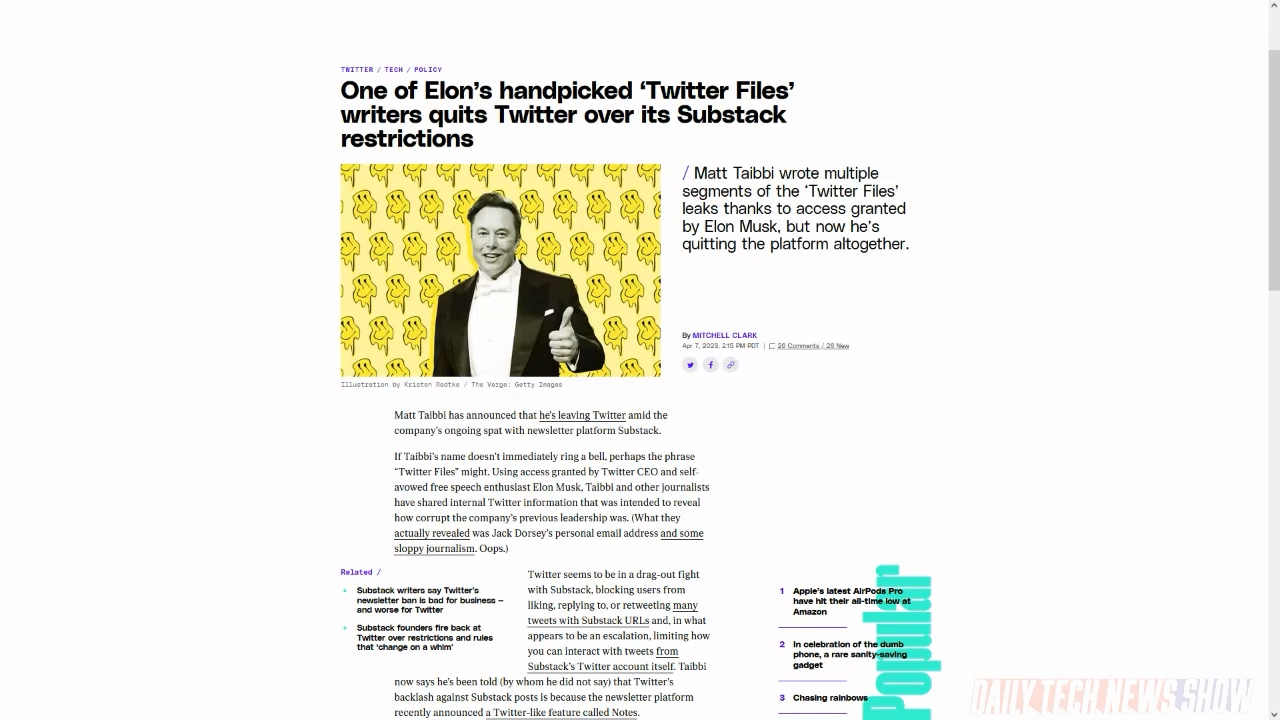 TWITTER / TECH / POLICY
One of Elon’s handpicked ‘Twitter Files’
writers quits Twitter over its Substack
restrictions
/ Matt Taibbi wrote multiple
segments of the ‘Twitter Files’
leaks thanks to access granted
by Elon Musk, but now he’s
quitting the platform altogether.
By MITCHELL CLARK
Apr 7, 2023, 2:15 PM PDT | 26 Comments / 26 New
Illustration by Kristen Radtke / The Verge; Getty Images
Matt Taibbi has announced that he’s leaving Twitter amid the
company’s ongoing spat with newsletter platform Substack.
If Taibbi’s name doesn’t immediately ring a bell, perhaps the phrase
“Twitter Files” might. Using access granted by Twitter CEO and self-
avowed free speech enthusiast Elon Musk, Taibbi and other journalists
have shared internal Twitter information that was intended to reveal
how corrupt the company’s previous leadership was. (What they
actually revealed was Jack Dorsey’s personal email address and some
sloppy journalism. Oops.)
Related /
Substack writers say Twitter’s
newsletter ban is bad for business —
and worse for Twitter
Substack founders fire back at
Twitter over restrictions and rules
that ‘change on a whim’
Twitter seems to be in a drag-out fight
with Substack, blocking users from
liking, replying to, or retweeting many
tweets with Substack URLs and, in what
appears to be an escalation, limiting how
you can interact with tweets from
Substack’s Twitter account itself. Taibbi
now says he’s been told (by whom he did not say) that Twitter’s
backlash against Substack posts is because the newsletter platform
recently announced a Twitter-like feature called Notes.
Popular
1 Apple’s latest AirPods Pro
have hit their all-time low at
Amazon
2 In celebration of the dumb
phone, a rare sanity-saving
gadget
3 Chasing rainbows
DAILY TECH NEWS SHOW